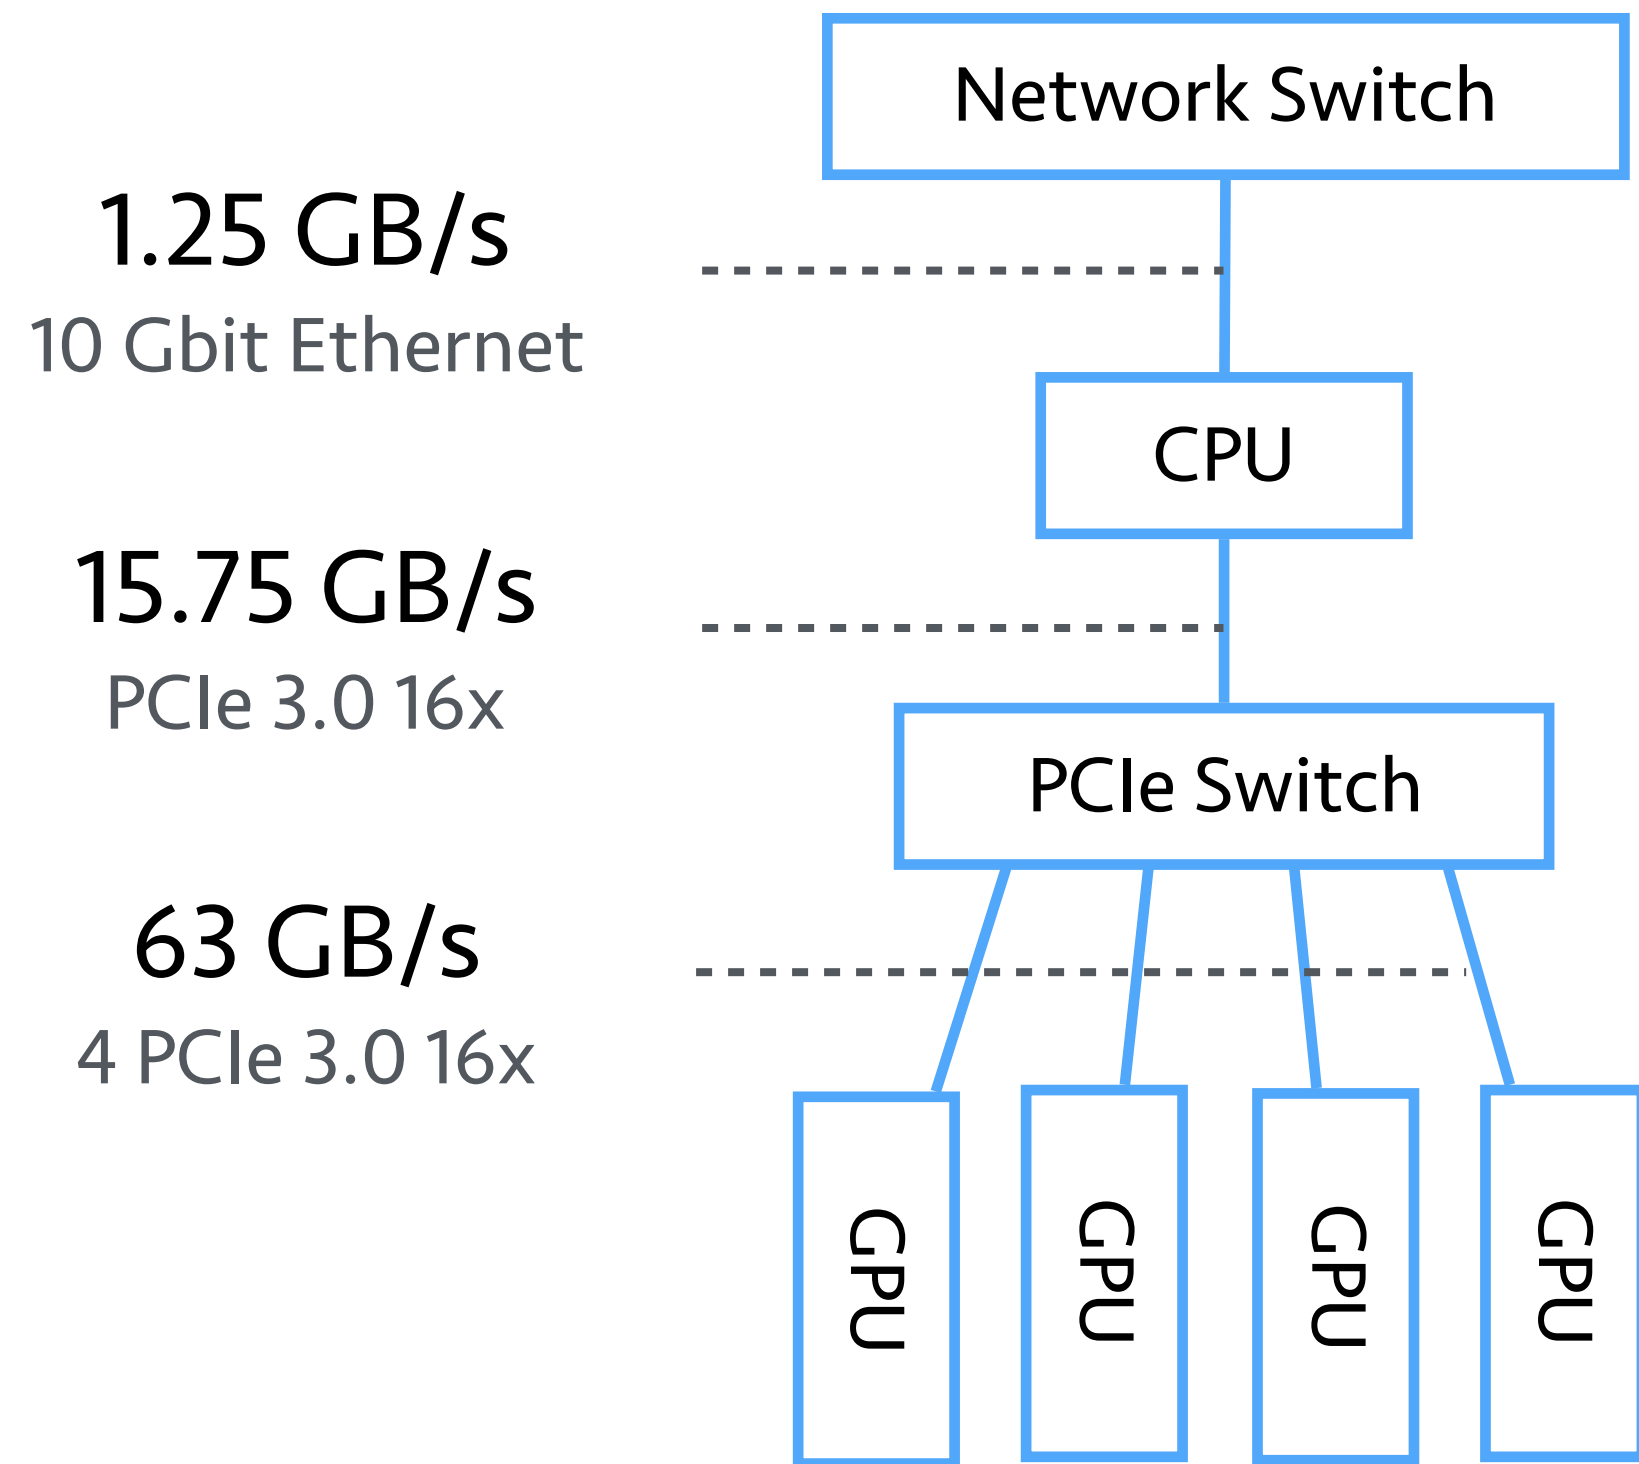 Network Switch
1.25 GB/s
10 Gbit Ethernet
CPU
15.75 GB/s
PCIe 3.0 16x
PCIe Switch
63 GB/s
4 PCIe 3.0 16x
GPU
GPU
GPU
GPU